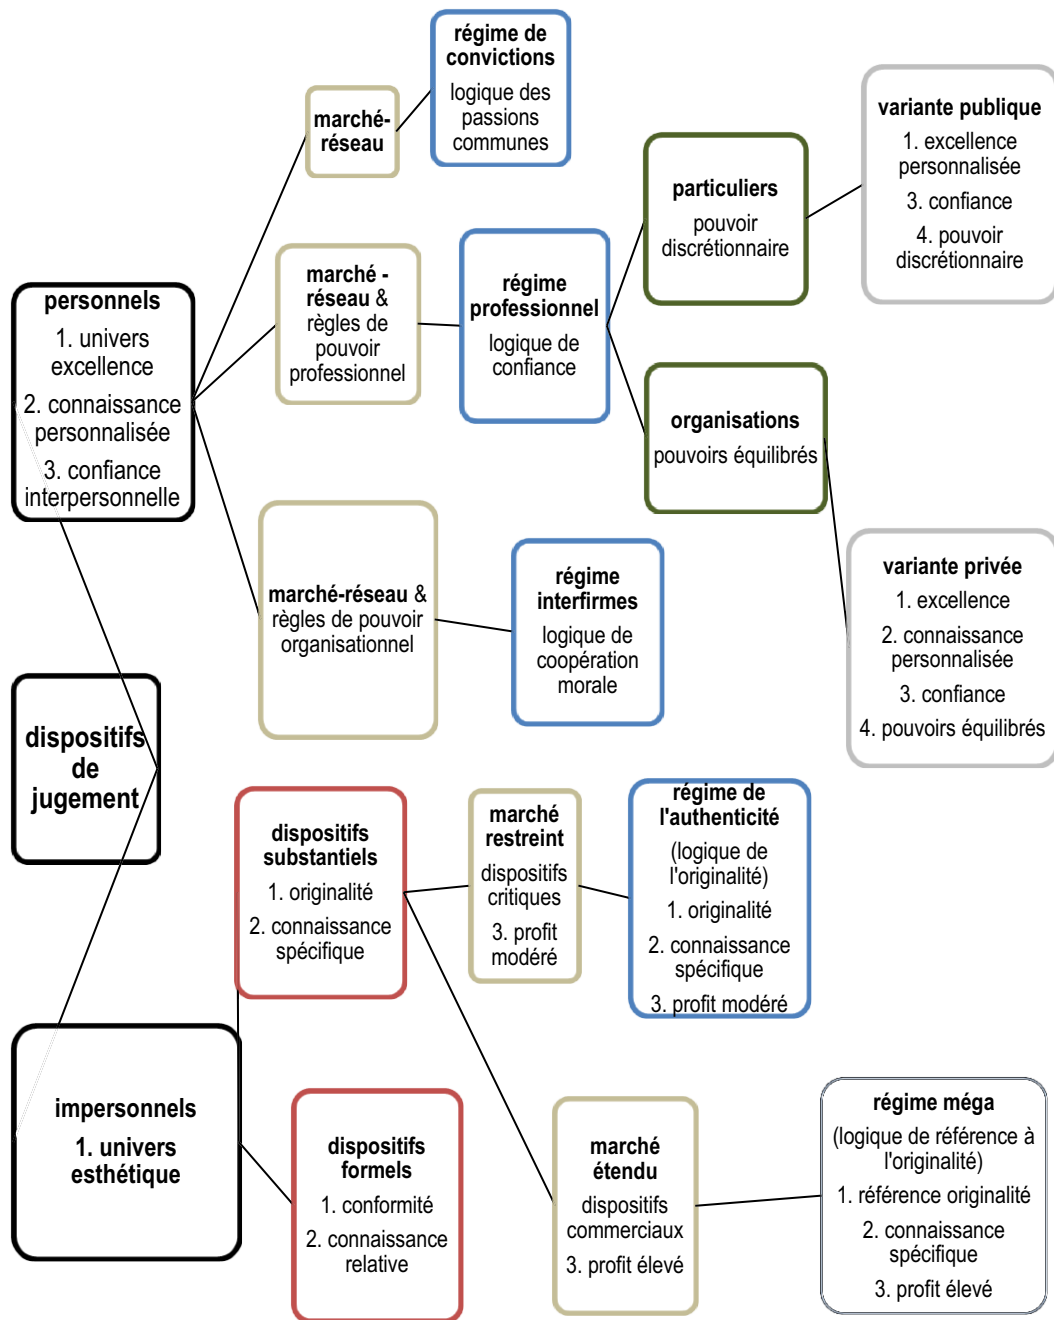 régime de
convictions
logique des
passions
communes
marché-
réseau
variante publique
1. excellence
personnalisée
3. confiance
4. pouvoir
discrétionnaire
particuliers
pouvoir
discrétionnaire
marché -
réseau &
règles de
pouvoir
professionnel
régime
professionnel
logique de
confiance
personnels
1. univers
excellence
2. connaissance
personnalisée
3. confiance
interpersonnelle
organisations
pouvoirs équilibrés
marché-réseau &
règles de pouvoir
organisationnel
régime
interfirmes
logique de
coopération
morale
variante privée
1. excellence
2. connaissance
personnalisée
3. confiance
4. pouvoirs équilibrés
dispositifs
de
jugement
dispositifs
substantiels
1. originalité
2. connaissance
spécifique
marché
restreint
dispositifs
critiques
3. profit
modéré
régime de
l'authenticité
(logique de
l'originalité)
1. originalité
2. connaissance
spécifique
3. profit modéré
impersonnels
1. univers
esthétique
dispositifs
formels
1. conformité
2. connaissance
relative
marché
étendu
dispositifs
commerciaux
3. profit élevé
régime méga
(logique de référence à
l'originalité)
1. référence originalité
2. connaissance
spécifique
3. profit élevé